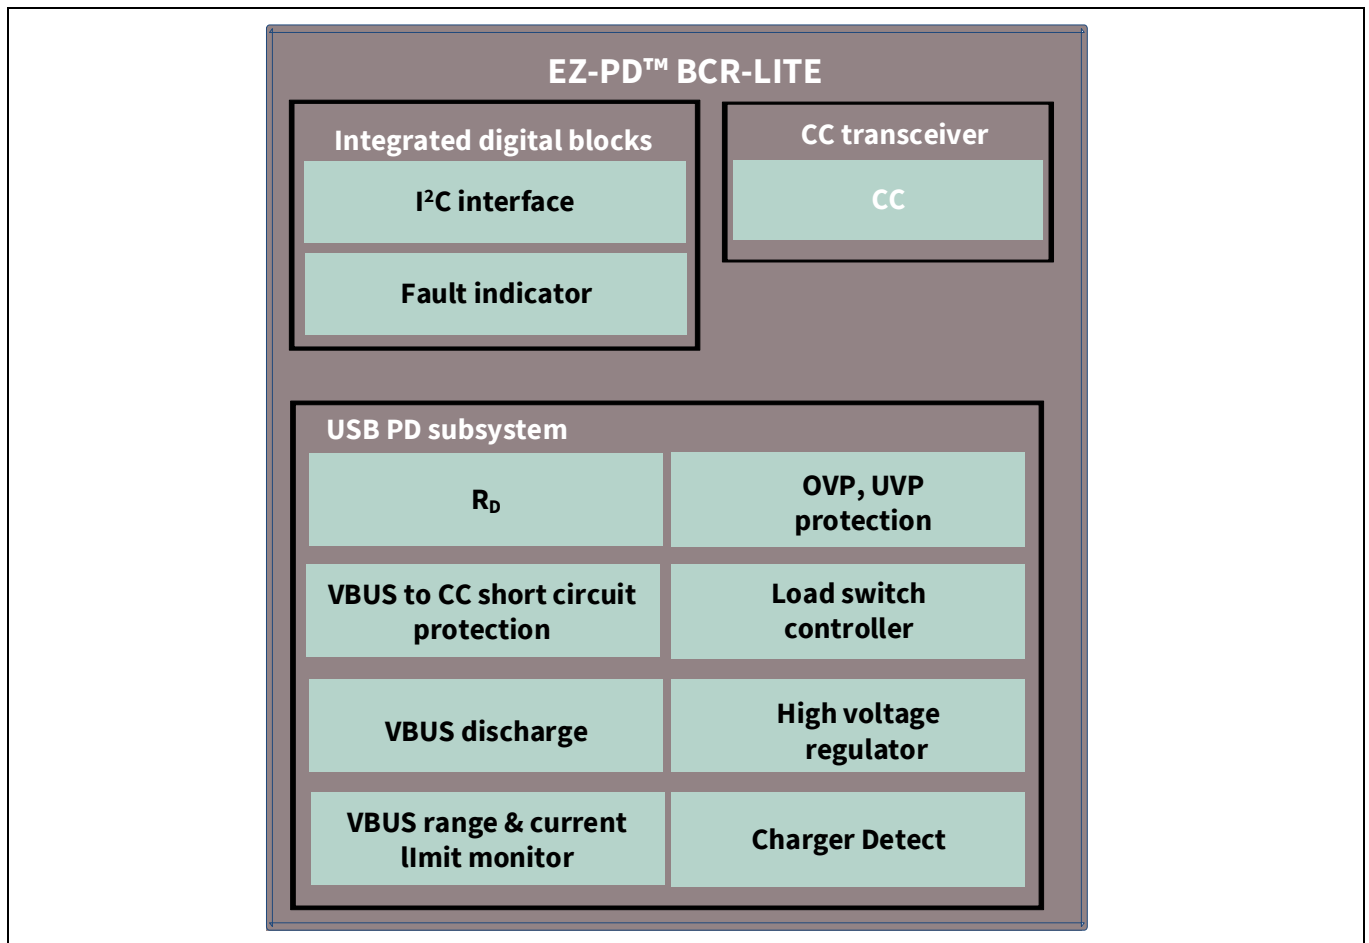 EZ-PD™ BCR-LITE
Integrated digital blocks
I²C interface
Fault indicator
CC transceiver
CC
USB PD subsystem
R_D
OVP, UVP
protection
VBUS to CC short circuit
protection
Load switch
controller
VBUS discharge
High voltage
regulator
VBUS range & current
lImit monitor
Charger Detect